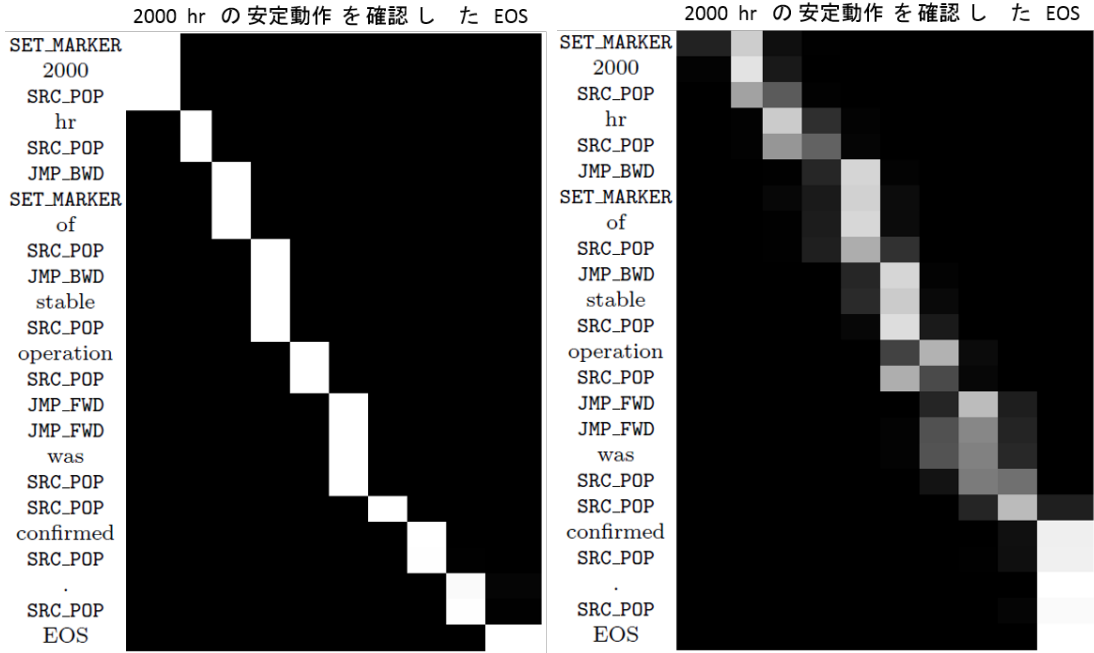 2000 hr の 安定動作 を 確認 し た EOS
SET_MARKER
2000
SRC_POP
hr
SRC_POP
JMP_BWD
SET_MARKER
of
SRC_POP
JMP_BWD
stable
SRC_POP
operation
SRC_POP
JMP_FWD
JMP_FWD
was
SRC_POP
SRC_POP
confirmed
SRC_POP
.
SRC_POP
EOS
2000 hr の 安定動作 を 確認 し た EOS
SET_MARKER
2000
SRC_POP
hr
SRC_POP
JMP_BWD
SET_MARKER
of
SRC_POP
JMP_BWD
stable
SRC_POP
operation
SRC_POP
JMP_FWD
JMP_FWD
was
SRC_POP
SRC_POP
confirmed
SRC_POP
.
SRC_POP
EOS